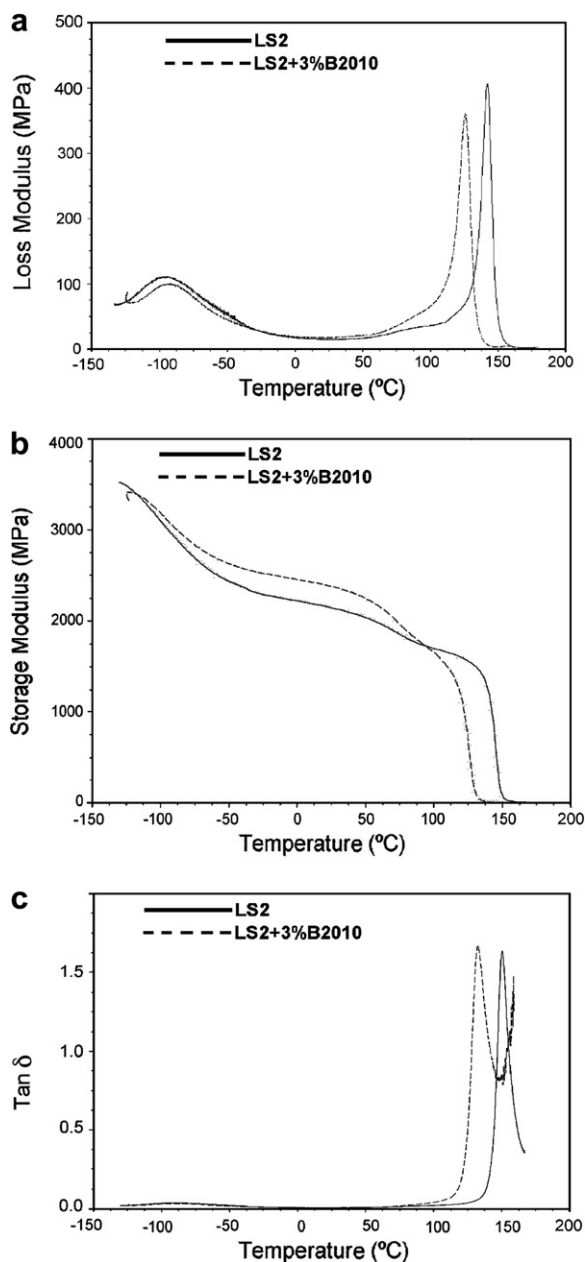 a
LS2
LS2+3%B2010
Loss Modulus (MPa)
500
400
300
200
100
0
-150 -100 -50 0 50 100 150 200
Temperature (ºC)
b
LS2
LS2+3%B2010
Storage Modulus (MPa)
4000
3000
2000
1000
0
-150 -100 -50 0 50 100 150 200
Temperature (ºC)
c
LS2
LS2+3%B2010
Tan δ
1.5
1.0
0.5
0.0
-150 -100 -50 0 50 100 150 200
Temperature (ºC)